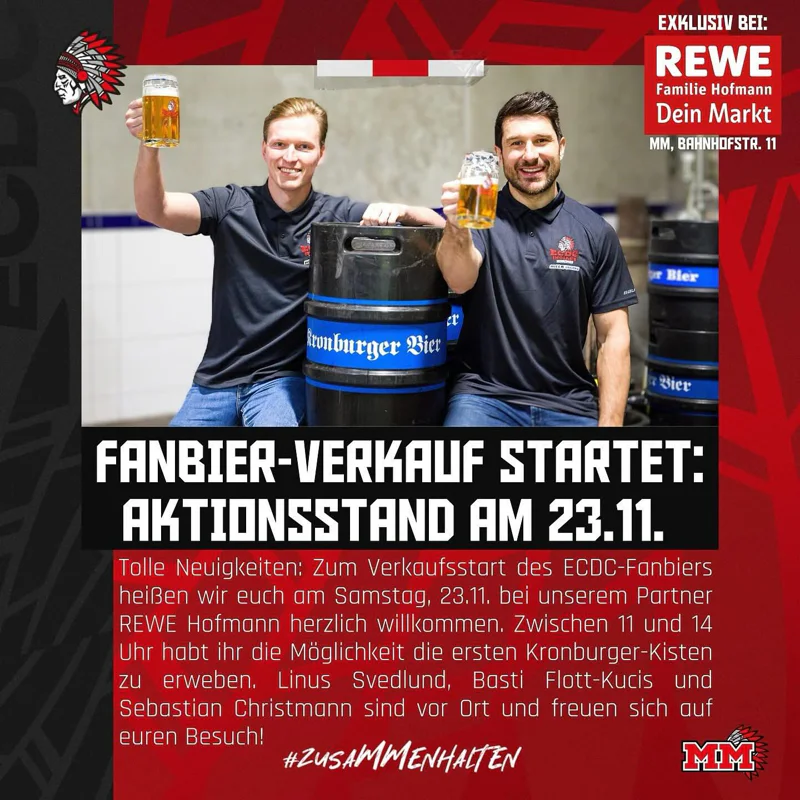 EXKLUSIV BEI:
REWE
Familie Hofmann
Dein Markt
MM, BAHNHOFSTR. 11
ECDC
ECDC
Kronburger Bier
er
ger Bier
r Bier
FANBIER-VERKAUF STARTET:
AKTIONSSTAND AM 23.11.
Tolle Neuigkeiten: Zum Verkaufsstart des ECDC-Fanbiers
heißen wir euch am Samstag, 23.11. bei unserem Partner
REWE Hofmann herzlich willkommen. Zwischen 11 und 14
Uhr habt ihr die Möglichkeit die ersten Kronburger-Kisten
zu erweben. Linus Svedlund, Basti Flott-Kucis und
Sebastian Christmann sind vor Ort und freuen sich auf
euren Besuch!
#ZUSAMMENHALTEN
MM